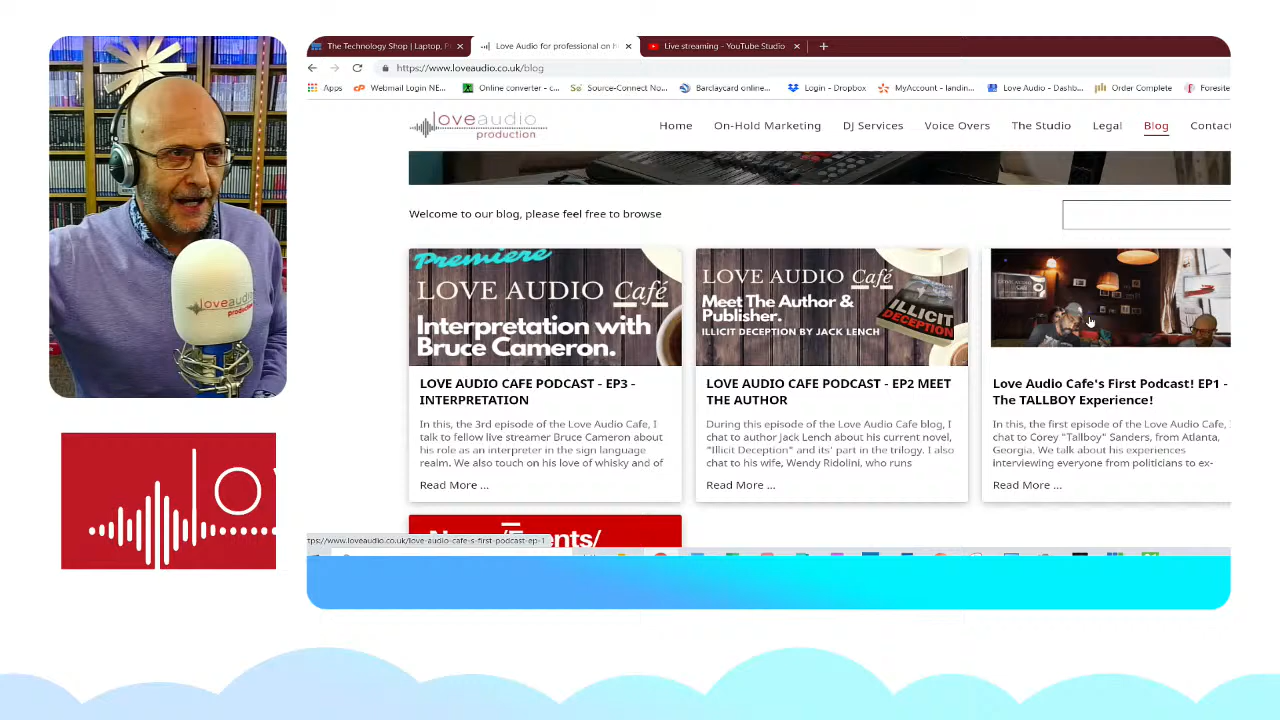 The Technology Shop | Laptop, P
Love Audio for professional on h
Live streaming - YouTube Studio
https://www.loveaudio.co.uk/blog
Apps
Webmail Login NE...
Online converter - c...
Source-Connect No...
Barclaycard online...
Login - Dropbox
MyAccount - landin...
Love Audio - Dashb...
Order Complete
Foresite
loveaudio
production
Home
On-Hold Marketing
DJ Services
Voice Overs
The Studio
Legal
Blog
Contac
Welcome to our blog, please feel free to browse
Premiere
LOVE AUDIO Café
Interpretation with
Bruce Cameron.
LOVE AUDIO CAFE PODCAST - EP3 -
INTERPRETATION
In this, the 3rd episode of the Love Audio Cafe, I
talk to fellow live streamer Bruce Cameron about
his role as an interpreter in the sign language
realm. We also touch on his love of whisky and of
Read More ...
LOVE AUDIO Café
Meet The Author &
Publisher.
ILLICIT DECEPTION BY JACK LENCH
ILLICIT
DECEPTION
LOVE AUDIO CAFE PODCAST - EP2 MEET
THE AUTHOR
During this episode of the Love Audio Cafe blog, I
chat to author Jack Lench about his current novel,
"Illicit Deception" and its' part in the trilogy. I also
chat to his wife, Wendy Ridolini, who runs
Read More ...
Love Audio Cafe's First Podcast! EP1 -
The TALLBOY Experience!
In this, the first episode of the Love Audio Cafe,
chat to Corey "Tallboy" Sanders, from Atlanta,
Georgia. We talk about his experiences
interviewing everyone from politicians to ex-
Read More ...
ttps://www.loveaudio.co.uk/love-audio-cafe-s-first-podcast-ep-1
loveaudio
production
lov